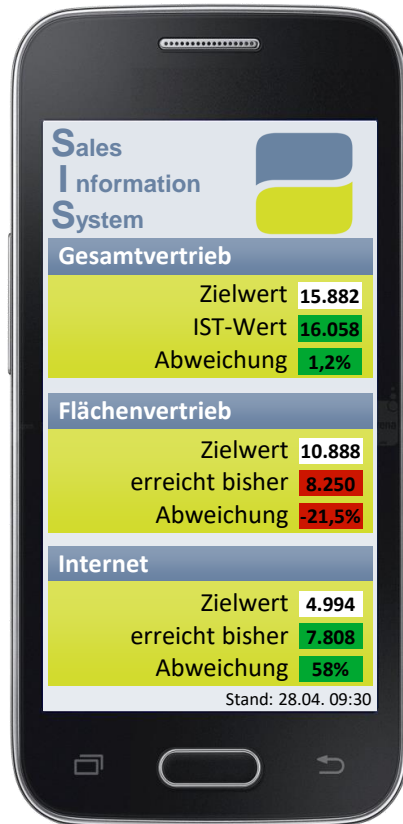 Sales
Information
System
Gesamtvertrieb
Zielwert 15.882
IST-Wert 16.058
Abweichung 1,2%
Flächenvertrieb
Zielwert 10.888
erreicht bisher 8.250
Abweichung -21,5%
Internet
Zielwert 4.994
erreicht bisher 7.808
Abweichung 58%
Stand: 28.04. 09:30